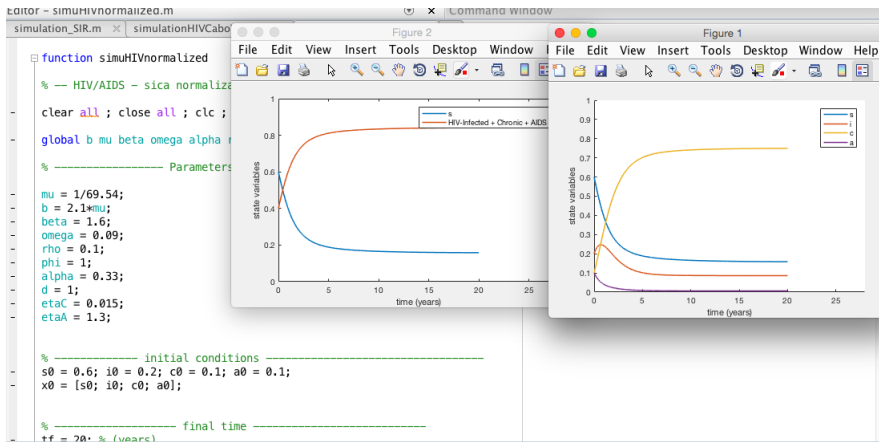 Editor – simuHIVnormalized.m
Command Window
simulation_SIR.m × simulationHIVCabo
function simuHIVnormalized
% –– HIV/AIDS – sica normaliza
clear all ; close all ; clc ;
global b mu beta omega alpha
% ––––––––––––––––– Parameters
mu = 1/69.54;
b = 2.1*mu;
beta = 1.6;
omega = 0.09;
rho = 0.1;
phi = 1;
alpha = 0.33;
d = 1;
etaC = 0.015;
etaA = 1.3;
% ––––––––––––– initial conditions ––––––––––––––––––––––––––––––––––
s0 = 0.6; i0 = 0.2; c0 = 0.1; a0 = 0.1;
x0 = [s0; i0; c0; a0];
% ––––––––––––––––––– final time –––––––––––––––––––––––––––
tf = 20; % (years)
Figure 2
File Edit View Insert Tools Desktop Window
s
HIV-Infected + Chronic + AIDS
state variables
1
0.8
0.6
0.4
0.2
0
0 5 10 15 20 25
time (years)
Figure 1
File Edit View Insert Tools Desktop Window Help
s
i
c
a
state variables
1
0.9
0.8
0.7
0.6
0.5
0.4
0.3
0.2
0.1
0
0 5 10 15 20 25
time (years)